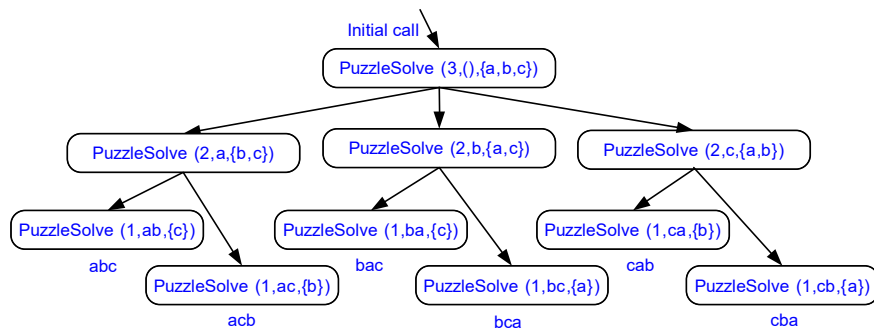 Initial call
PuzzleSolve (3,(),{a,b,c})
PuzzleSolve (2,a,{b,c})
PuzzleSolve (2,b,{a,c})
PuzzleSolve (2,c,{a,b})
PuzzleSolve (1,ab,{c})
PuzzleSolve (1,ba,{c})
PuzzleSolve (1,ca,{b})
abc
bac
cab
PuzzleSolve (1,ac,{b})
PuzzleSolve (1,bc,{a})
PuzzleSolve (1,cb,{a})
acb
bca
cba